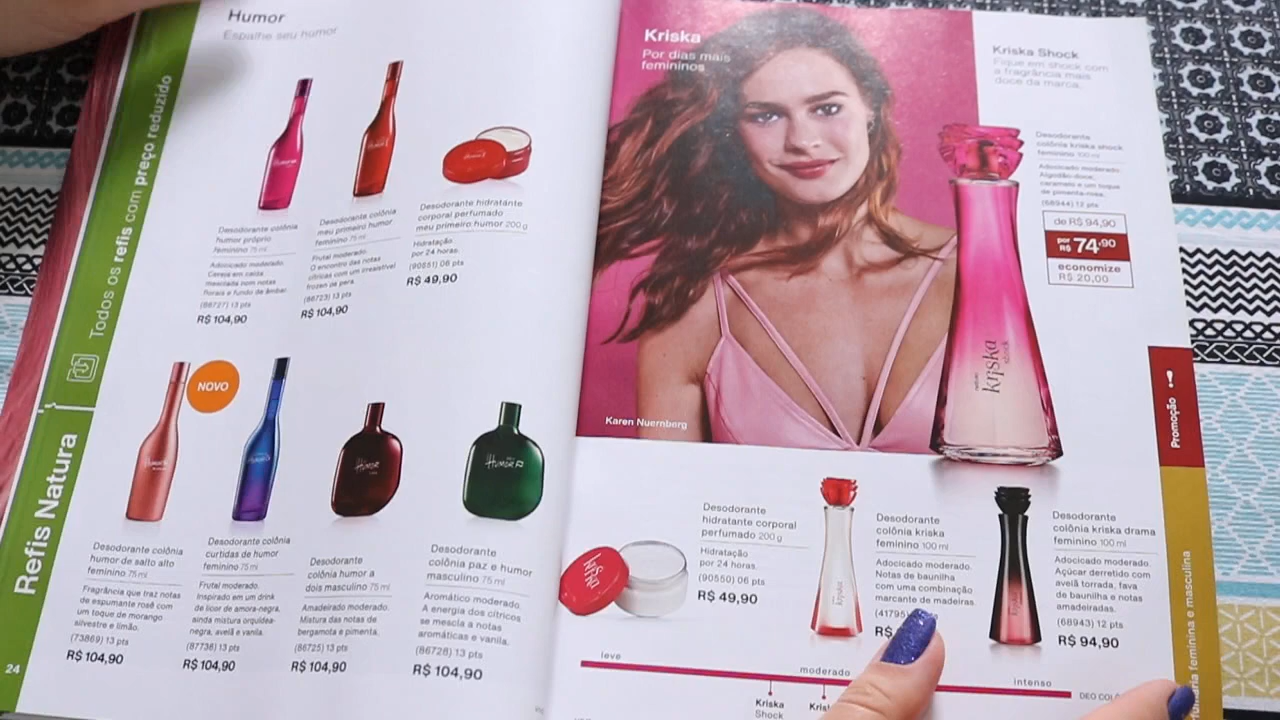 Humor
Espalhe seu humor
Todos os refis com preço reduzido
Refis Natura
24
Desodorante colônia
humor próprio
feminino 75 ml
Adocicado moderado.
Cereja em calda
mesclada com notas
florais e fundo de âmbar.
(86727) 13 pts
R$ 104,90
Desodorante colônia
meu primeiro humor
feminino 75 ml
Frutal moderado.
O encontro das notas
cítricas com um irresistível
frozen de pera.
(86723) 13 pts
R$ 104,90
Desodorante hidratante
corporal perfumado
meu primeiro humor 200 g
Hidratação
por 24 horas.
(90551) 06 pts
R$ 49,90
NOVO
Desodorante colônia
humor de salto alto
feminino 75 ml
Fragrância que traz notas
de espumante rosé com
um toque de morango
silvestre e limão.
(73869) 13 pts
R$ 104,90
Desodorante colônia
curtidas de humor
feminino 75 ml
Frutal moderado.
Inspirado em um drink
de licor de amora-negra,
ainda mistura orquídea-
negra, avelã e vanila.
(87738) 13 pts
R$ 104,90
Desodorante
colônia humor a
dois masculino 75 ml
Amadeirado moderado.
Mistura das notas de
bergamota e pimenta.
(86725) 13 pts
R$ 104,90
Desodorante
colônia paz e humor
masculino 75 ml
Aromático moderado.
A energia dos cítricos
se mescla a notas
aromáticas e vanila.
(86728) 13 pts
R$ 104,90
Kriska
Por dias mais
femininos
Karen Nuernberg
Kriska Shock
Fique em shock com
a fragrância mais
doce da marca.
Desodorante
colônia kriska shock
feminino 100 ml
Adocicado moderado.
Algodão-doce,
caramelo e um toque
de pimenta-rosa.
(68944) 12 pts
de R$ 94,90
por R$ 74,90
economize
R$ 20,00
natura
kriska
shock
Promoção
Desodorante
hidratante corporal
perfumado 200 g
Hidratação
por 24 horas.
(90550) 06 pts
R$ 49,90
kriska
Desodorante
colônia kriska
feminino 100 ml
Adocicado moderado.
Notas de baunilha
com uma combinação
marcante de madeiras.
(41795)
R$
Desodorante
colônia kriska drama
feminino 100 ml
Adocicado moderado.
Açúcar derretido com
avelã torrada, fava
de baunilha e notas
amadeiradas.
(68943) 12 pts
R$ 94,90
leve
moderado
intenso
Kriska
Shock
DEO COL
feminina e masculina